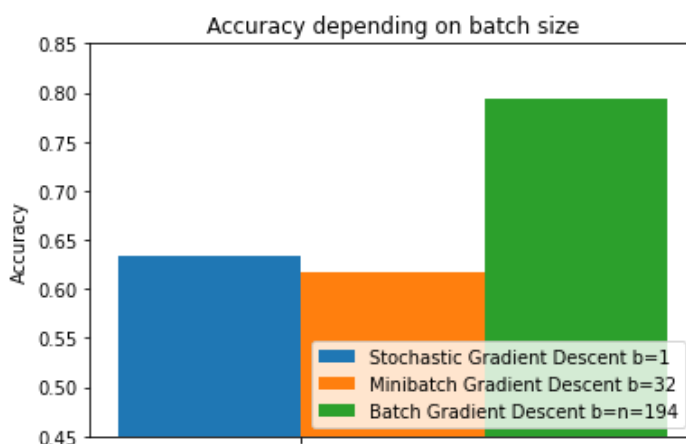 Accuracy depending on batch size
0.85
0.80
0.75
0.70
0.65
0.60
0.55
0.50
0.45
Accuracy
Stochastic Gradient Descent b=1
Minibatch Gradient Descent b=32
Batch Gradient Descent b=n=194